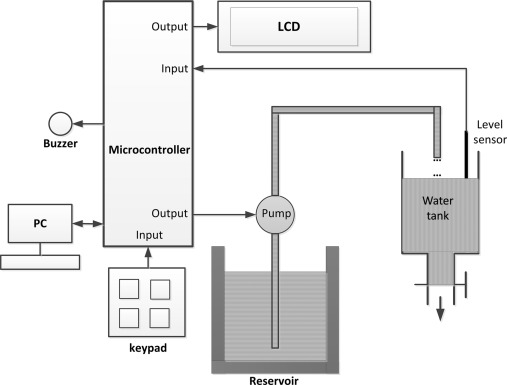 Output
LCD
Input
Level
sensor
Buzzer
Microcontroller
Water
tank
PC
Output
Pump
Input
keypad
Reservoir